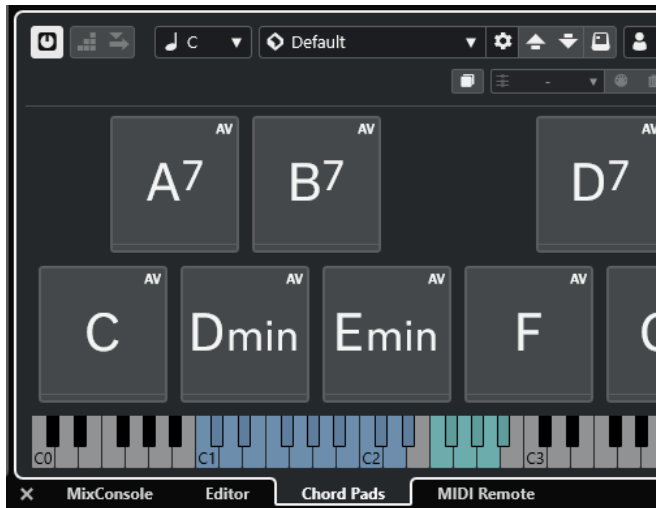 C Default
-
AV AV AV
A7 B7 D7
AV AV AV AV
C Dmin Emin F
C0 C1 C2 C3
MixConsole Editor Chord Pads MIDI Remote